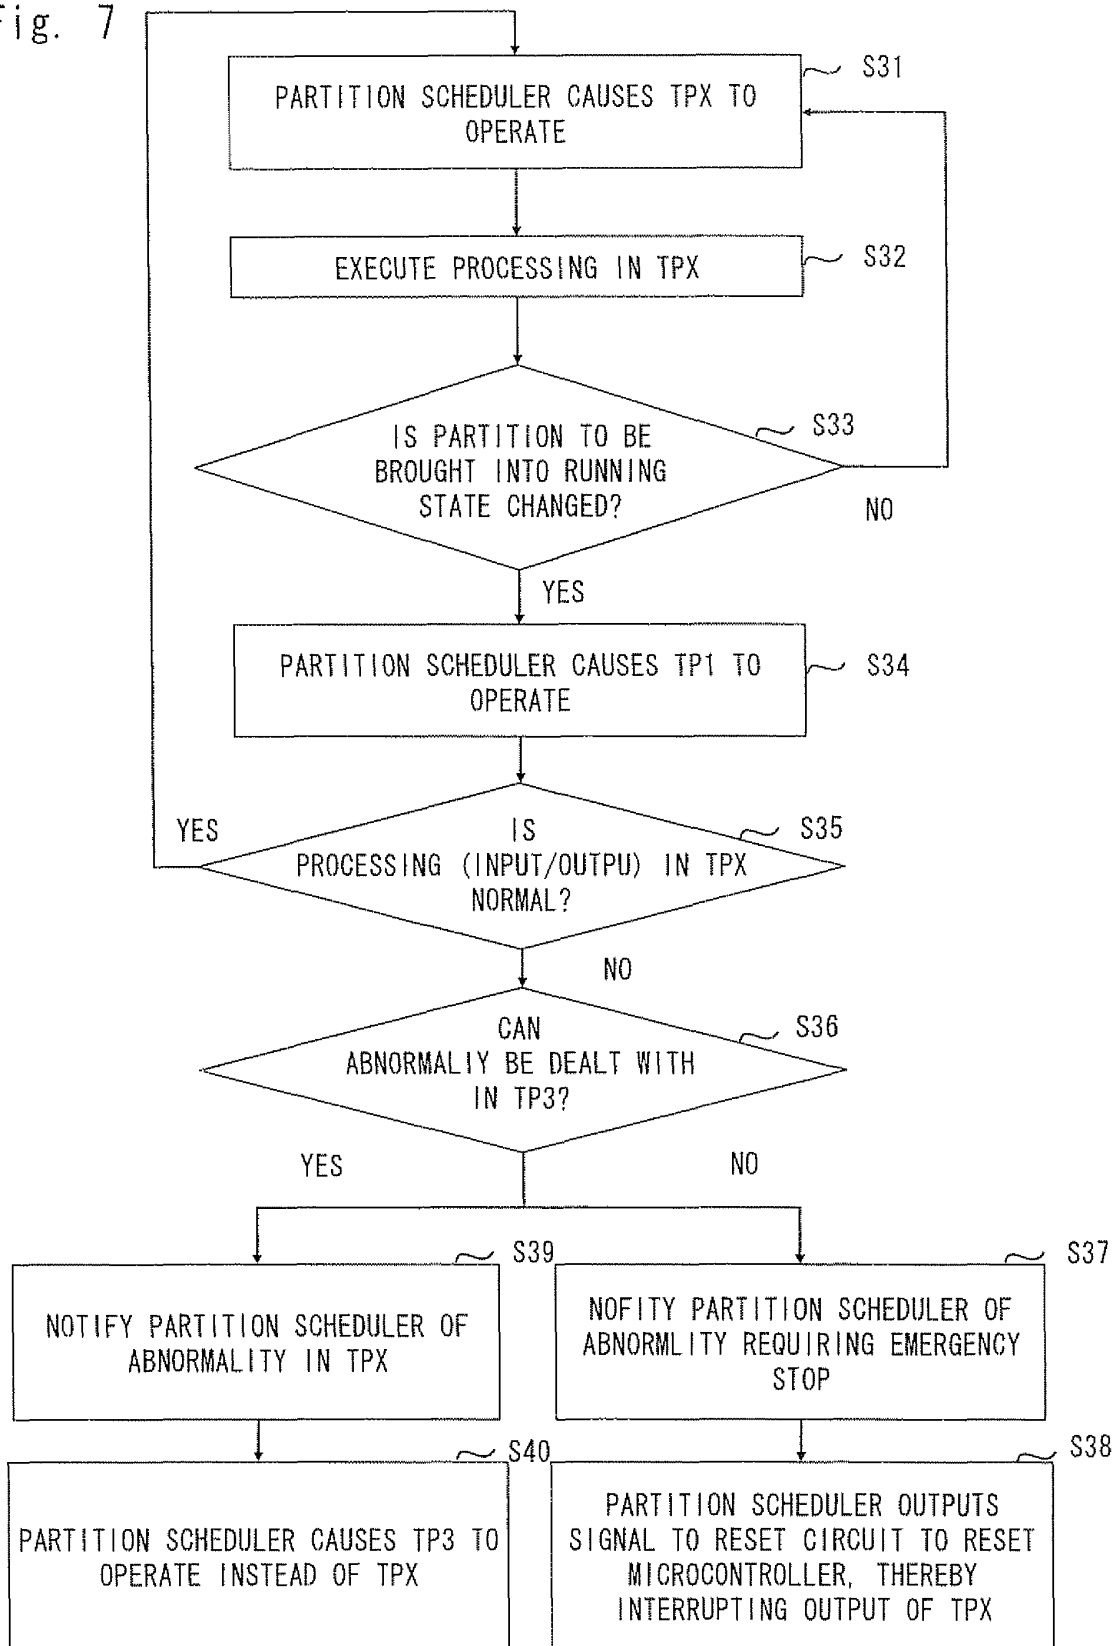 Fig. 7
S31
PARTITION SCHEDULER CAUSES TPX TO
OPERATE
EXECUTE PROCESSING IN TPX
S32
S33
IS PARTITION TO BE
BROUGHT INTO RUNNING
STATE CHANGED?
NO
YES
PARTITION SCHEDULER CAUSES TP1 TO
OPERATE
S34
YES
S35
IS
PROCESSING (INPUT/OUTPU) IN TPX
NORMAL?
NO
S36
CAN
ABNORMALIY BE DEALT WITH
IN TP3?
YES
NO
S39
NOTIFY PARTITION SCHEDULER OF
ABNORMALITY IN TPX
S37
NOFITY PARTITION SCHEDULER OF
ABNORMLITY REQUIRING EMERGENCY
STOP
S40
PARTITION SCHEDULER CAUSES TP3 TO
OPERATE INSTEAD OF TPX
S38
PARTITION SCHEDULER OUTPUTS
SIGNAL TO RESET CIRCUIT TO RESET
MICROCONTROLLER, THEREBY
INTERRUPTING OUTPUT OF TPX